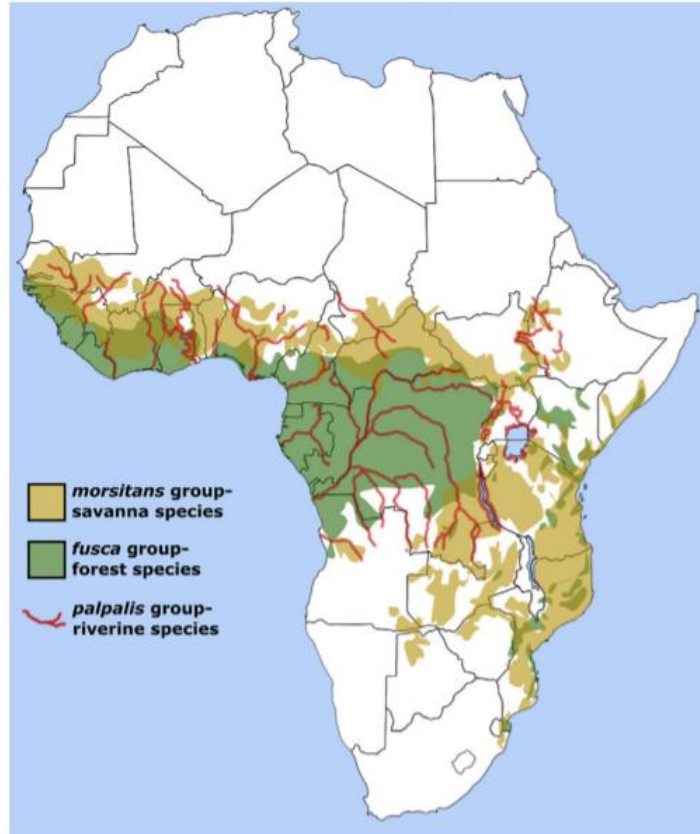 morsitans group-
savanna species
fusca group-
forest species
palpalis group-
riverine species